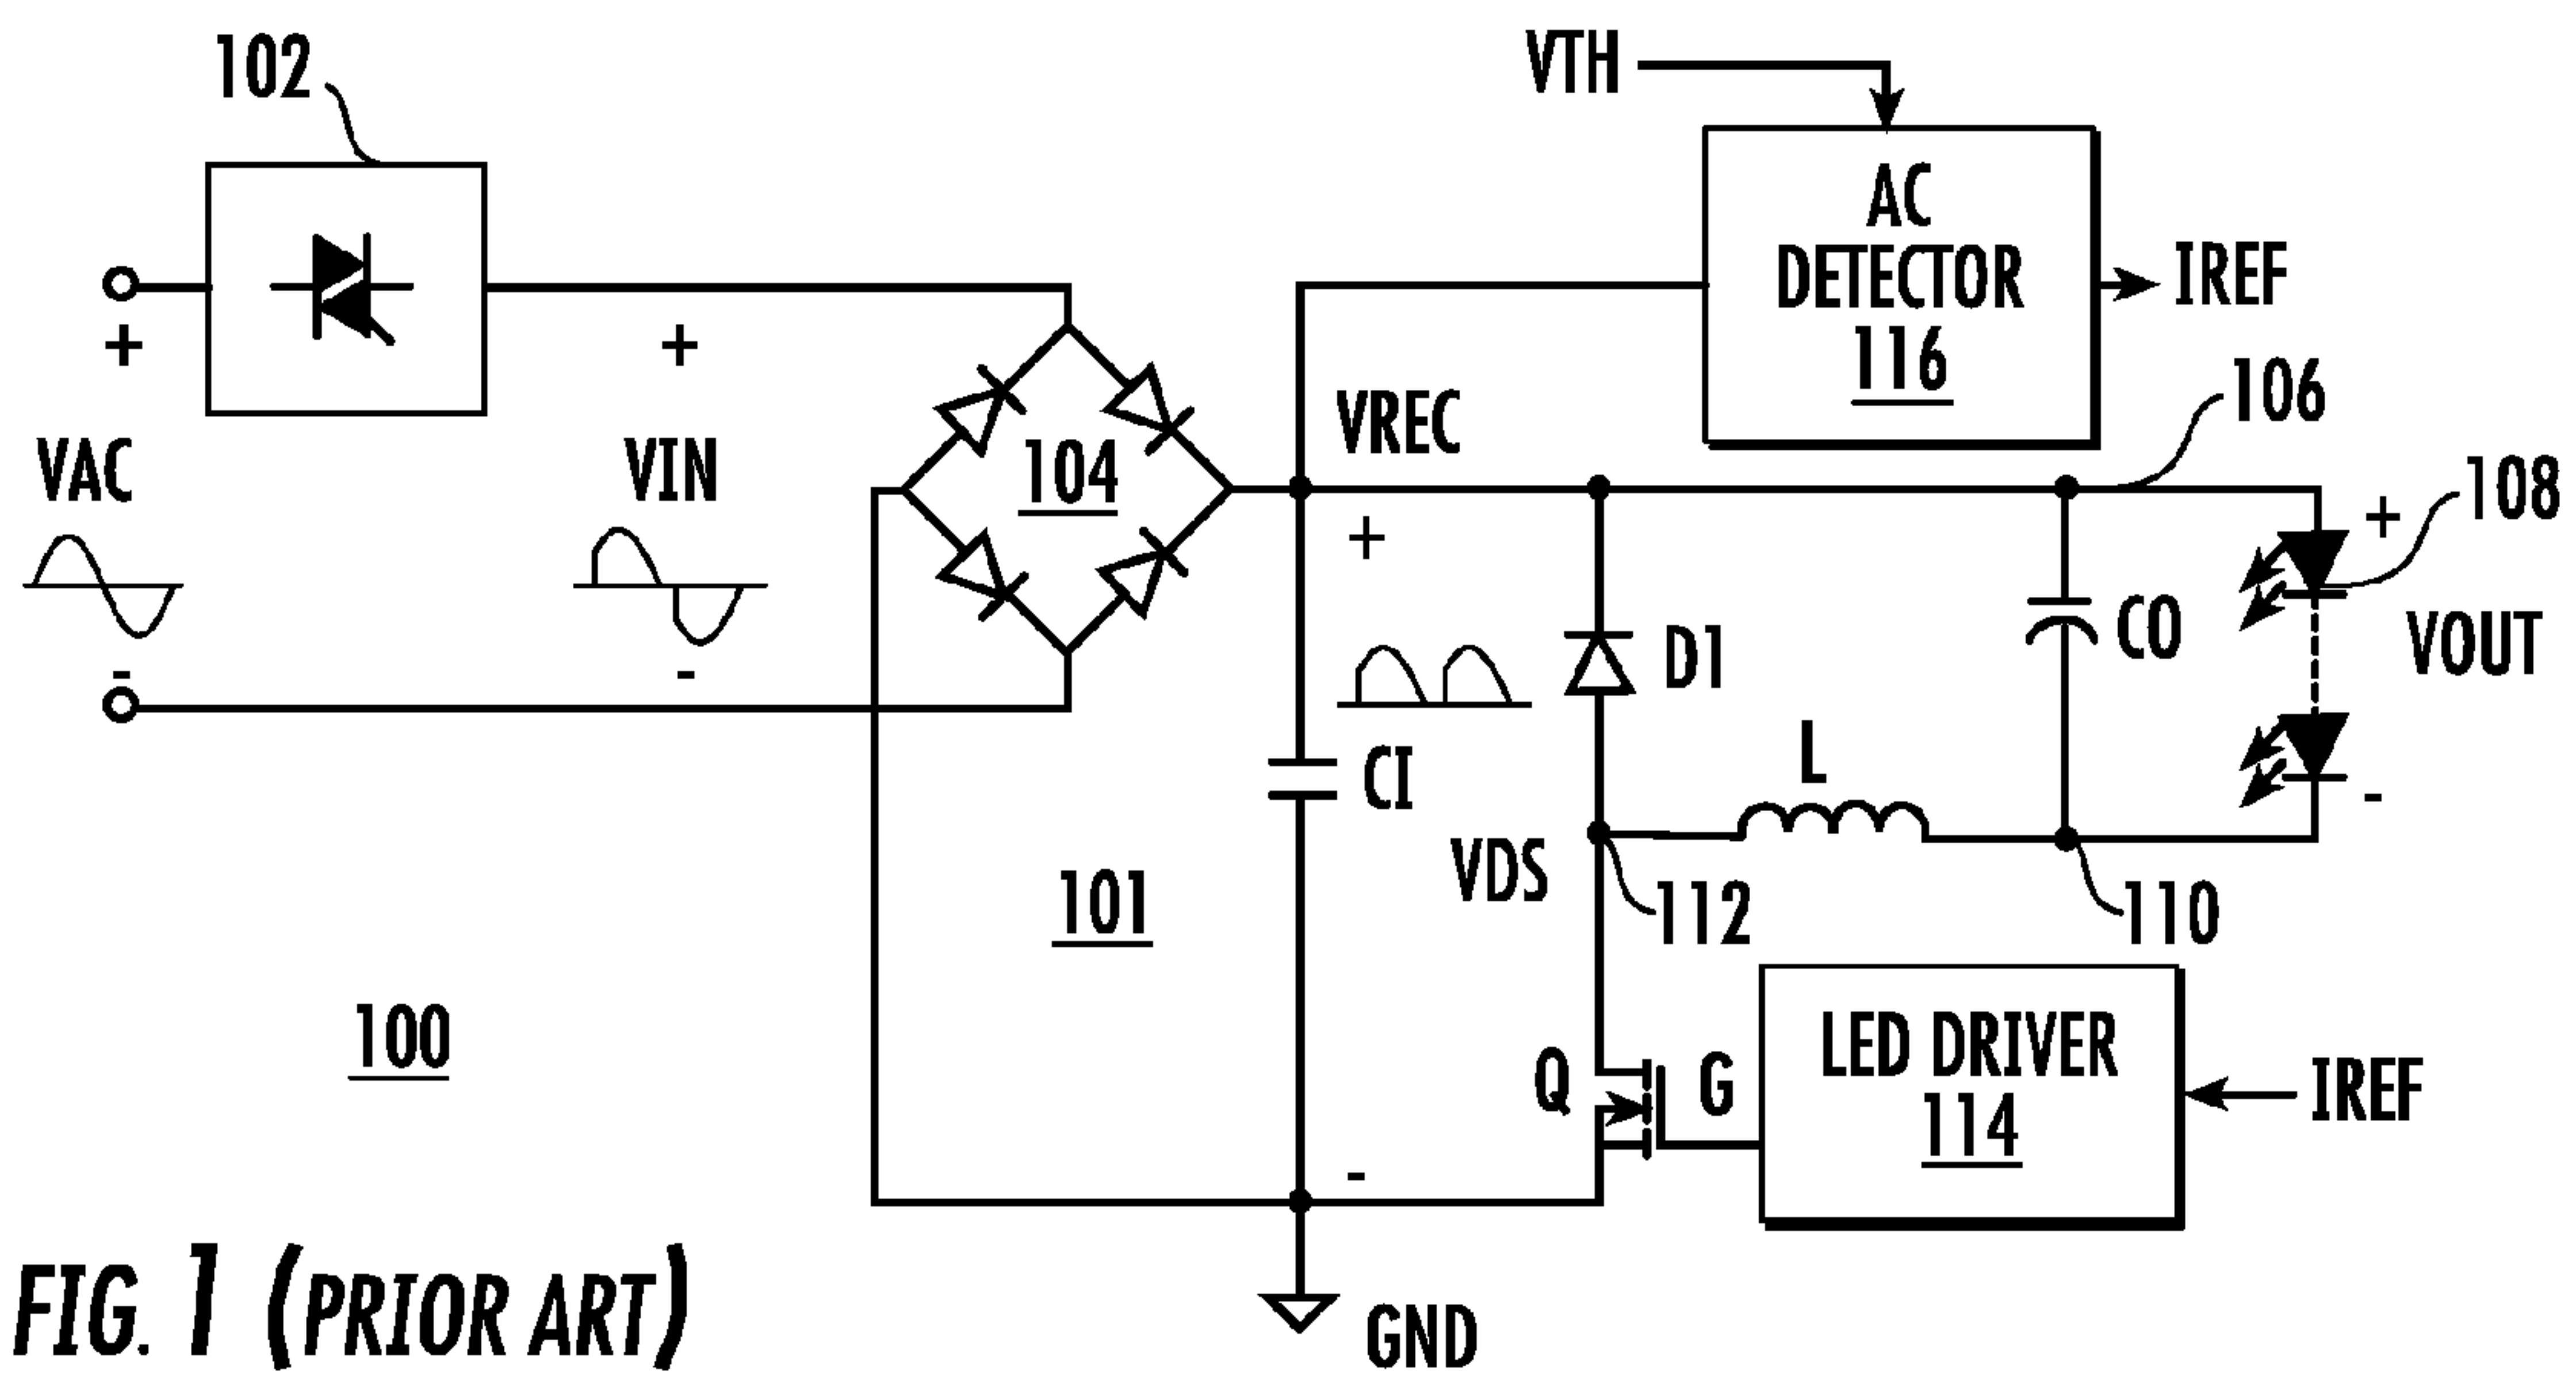 102
VTH
AC
DETECTOR
116
IREF
106
+
+
VREC
VAC
VIN
104
108
+
+
D1
CO
VOUT
-
-
CI
L
-
101
VDS
112
110
100
Q
G
LED DRIVER
114
IREF
-
GND
FIG. 1 (PRIOR ART)